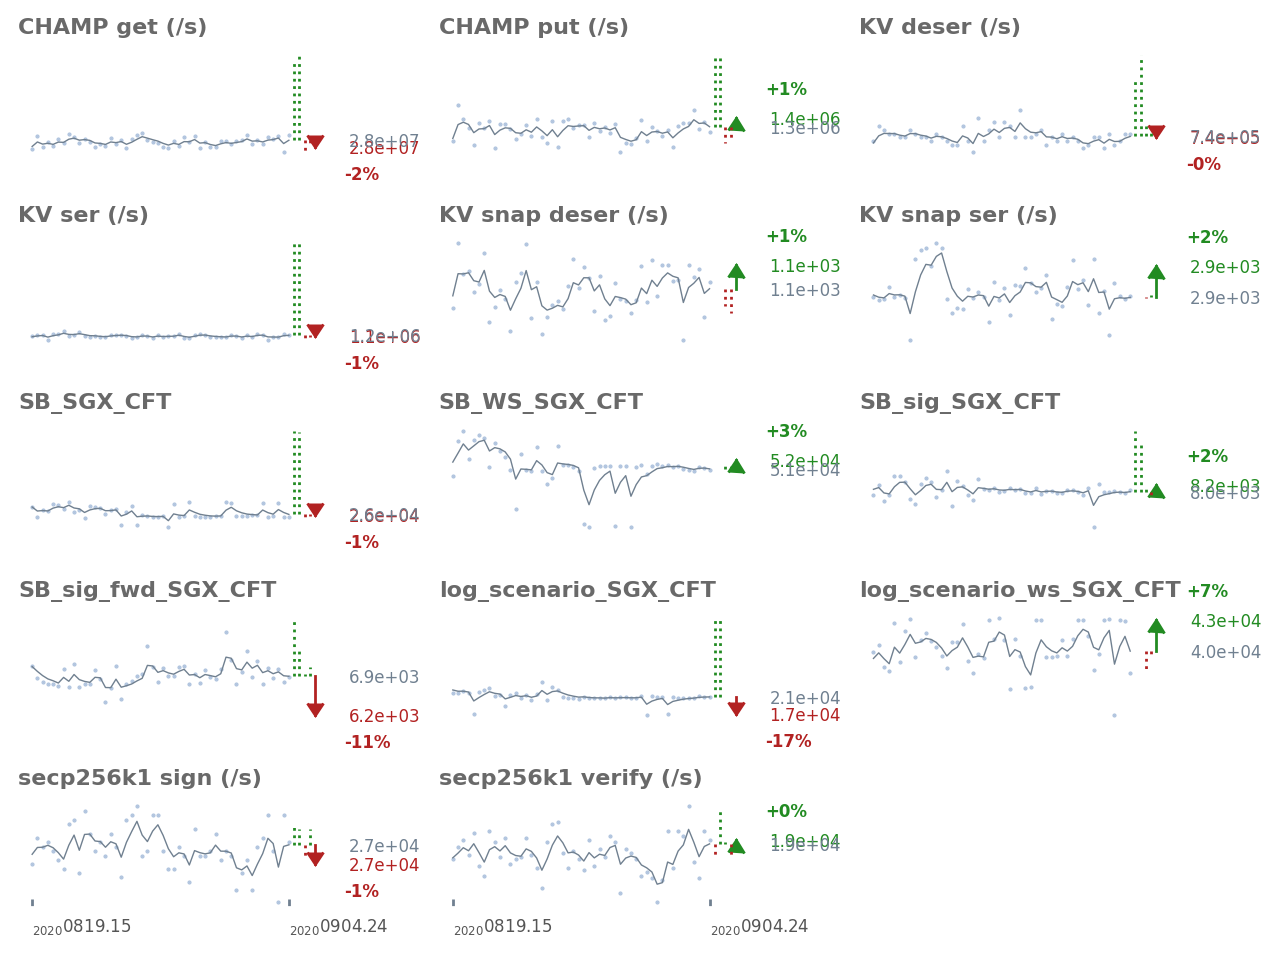 CHAMP get (/s)
2.8e+07
2.8e+07
-2%
CHAMP put (/s)
+1%
1.4e+06
1.3e+06
KV deser (/s)
7.4e+05
7.4e+05
-0%
KV ser (/s)
-1%
KV snap deser (/s)
+1%
1.1e+03
1.1e+03
KV snap ser (/s)
+2%
2.9e+03
2.9e+03
SB_SGX_CFT
2.6e+04
-1%
SB_WS_SGX_CFT
+3%
5.2e+04
5.1e+04
SB_sig_SGX_CFT
+2%
8.2e+03
8.0e+03
SB_sig_fwd_SGX_CFT
6.9e+03
6.2e+03
-11%
log_scenario_SGX_CFT
2.1e+04
1.7e+04
-17%
log_scenario_ws_SGX_CFT
+7%
4.3e+04
4.0e+04
secp256k1 sign (/s)
2.7e+04
2.7e+04
-1%
secp256k1 verify (/s)
+0%
1.9e+04
1.9e+04
20200819.15
20200904.24
20200819.15
20200904.24